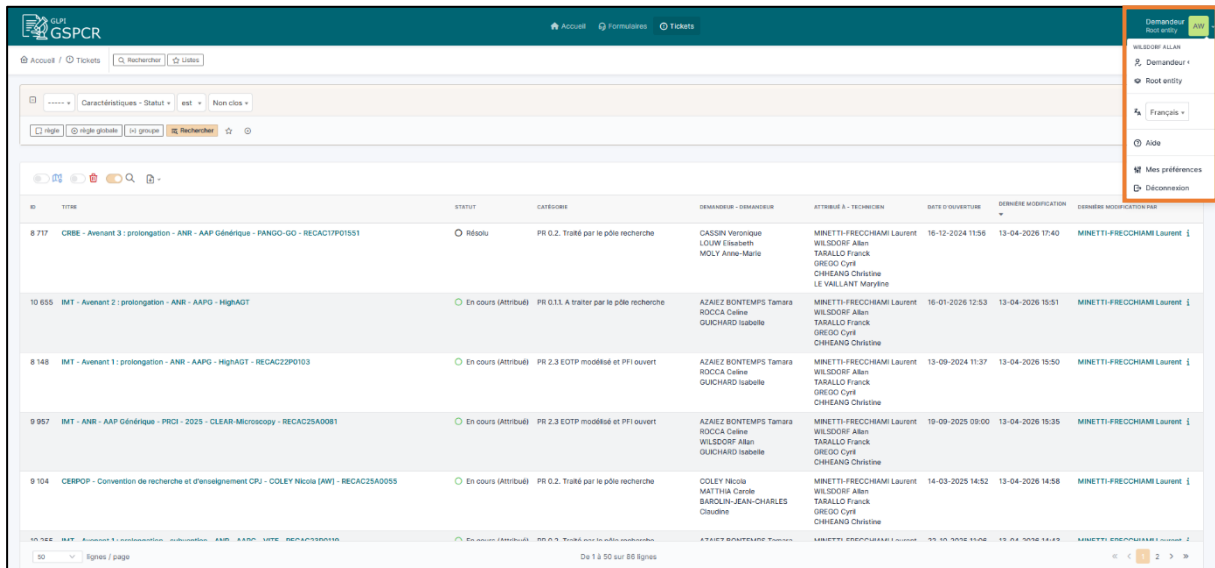 GLPI
GSPCR
Accueil Formulaires Tickets
Demandeur
Root entity
AW
Accueil / Tickets Rechercher Listes
WILSDORF ALLAN
Demandeur
Root entity
Français
Aide
Mes préférences
Déconnexion
----- Caractéristiques - Statut est Non clos
règle règle globale (+) groupe Rechercher
ID TITRE STATUT CATÉGORIE DEMANDEUR - DEMANDEUR ATTRIBUÉ À - TECHNICIEN DATE D'OUVERTURE DERNIÈRE MODIFICATION DERNIÈRE MODIFICATION PAR
8 717 CRBE - Avenant 3 : prolongation - ANR - AAP Générique - PANGO-GO - RECAC17P01551 Résolu PR 0.2. Traité par le pôle recherche CASSIN Veronique MINETTI-FRECCHIAMI Laurent 16-12-2024 11:56 13-04-2026 17:40 MINETTI-FRECCHIAMI Laurent i
LOUW Elisabeth WILSDORF Allan
MOLY Anne-Marie TARALLO Franck
GREGO Cyril
CHHEANG Christine
LE VAILLANT Maryline
10 655 IMT - Avenant 2 : prolongation - ANR - AAPG - HighAGT En cours (Attribué) PR 0.1.1. A traiter par le pôle recherche AZAIEZ BONTEMPS Tamara MINETTI-FRECCHIAMI Laurent 16-01-2026 12:53 13-04-2026 15:51 MINETTI-FRECCHIAMI Laurent i
ROCCA Celine WILSDORF Allan
GUICHARD Isabelle TARALLO Franck
GREGO Cyril
CHHEANG Christine
8 148 IMT - Avenant 1 : prolongation - ANR - AAPG - HighAGT - RECAC22P0103 En cours (Attribué) PR 2.3 EOTP modélisé et PFI ouvert AZAIEZ BONTEMPS Tamara MINETTI-FRECCHIAMI Laurent 13-09-2024 11:37 13-04-2026 15:50 MINETTI-FRECCHIAMI Laurent i
ROCCA Celine WILSDORF Allan
GUICHARD Isabelle TARALLO Franck
GREGO Cyril
CHHEANG Christine
9 957 IMT - ANR - AAP Générique - PRCI - 2025 - CLEAR-Microscopy - RECAC25A0081 En cours (Attribué) PR 2.3 EOTP modélisé et PFI ouvert AZAIEZ BONTEMPS Tamara MINETTI-FRECCHIAMI Laurent 19-09-2025 09:00 13-04-2026 15:35 MINETTI-FRECCHIAMI Laurent i
ROCCA Celine WILSDORF Allan
WILSDORF Allan TARALLO Franck
GUICHARD Isabelle GREGO Cyril
CHHEANG Christine
9 104 CERPOP - Convention de recherche et d'enseignement CPJ - COLEY Nicola [AW] - RECAC25A0055 En cours (Attribué) PR 0.2. Traité par le pôle recherche COLEY Nicola MINETTI-FRECCHIAMI Laurent 14-03-2025 14:52 13-04-2026 14:58 MINETTI-FRECCHIAMI Laurent i
MATTHIA Carole WILSDORF Allan
BAROLIN-JEAN-CHARLES TARALLO Franck
Claudine GREGO Cyril
CHHEANG Christine
50 lignes / page De 1 à 50 sur 86 lignes « < 1 2 > »